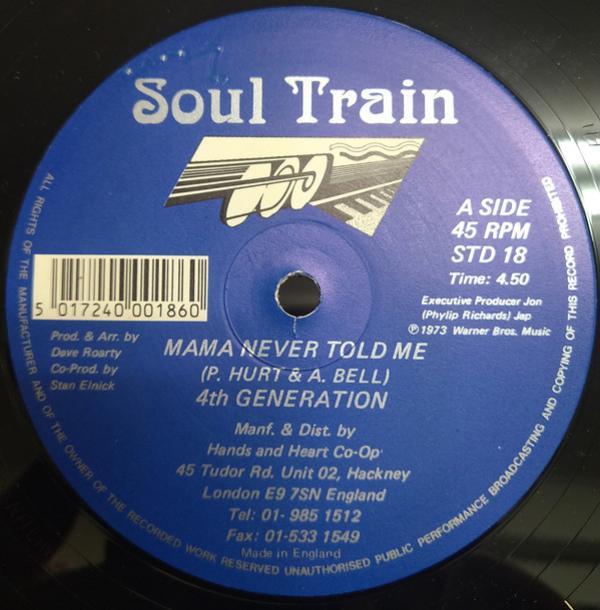 Soul Train
A SIDE
45 RPM
STD 18
Time: 4.50
Executive Producer Jon
(Phylip Richards) Jap
℗1973 Warner Bros. Music
5 017240 001860
Prod. & Arr. by
Dave Roarty
Co-Prod. by
Stan Elnick
MAMA NEVER TOLD ME
(P. HURT & A. BELL)
4th GENERATION
Manf. & Dist. by
Hands and Heart Co-Op
45 Tudor Rd. Unit 02, Hackney
London E9 7SN England
Tel: 01- 985 1512
Fax: 01-533 1549
Made in England
ALL RIGHTS OF THE MANUFACTURER AND OF THE OWNER OF THE RECORDED WORK RESERVED UNAUTHORISED PUBLIC PERFORMANCE BROADCASTING AND COPYING OF THIS RECORD PROHIBITED